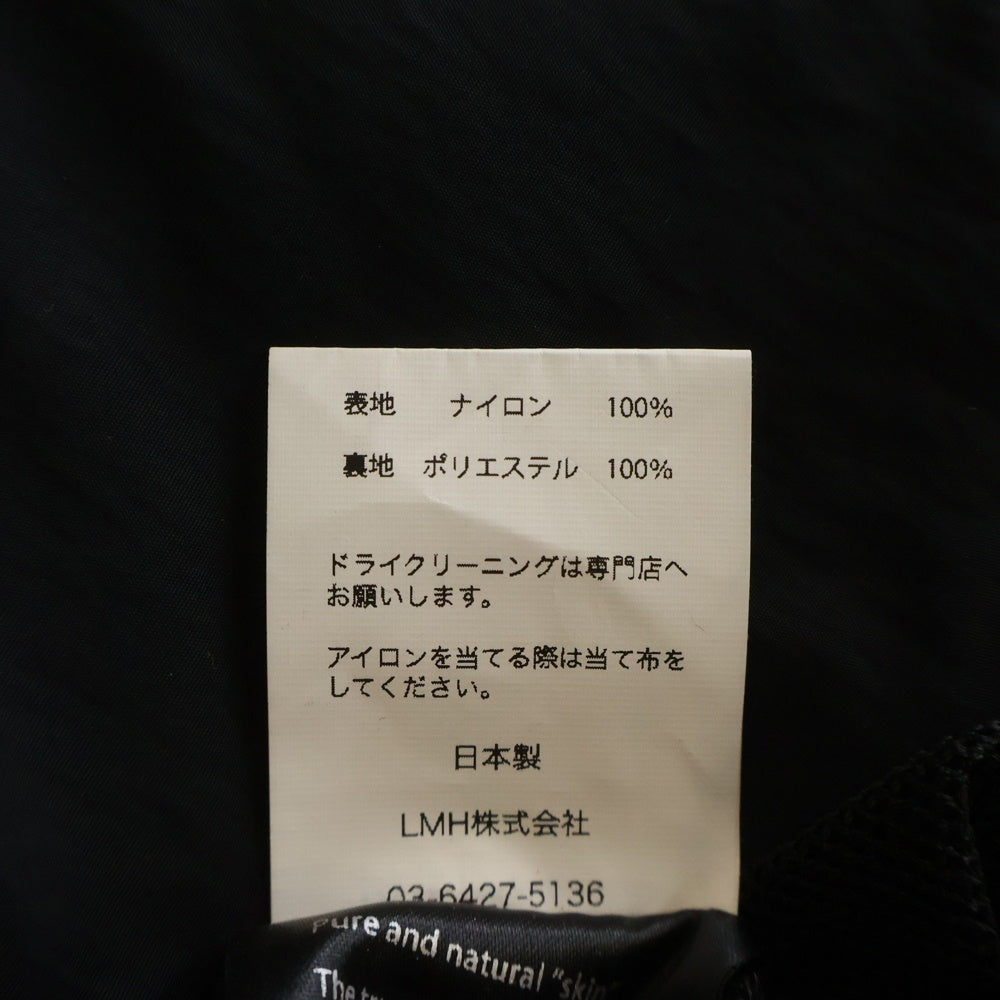 表地 ナイロン 100%
裏地 ポリエステル 100%
ドライクリーニングは専門店へ
お願いします。
アイロンを当てる際は当て布を
してください。
日本製
LMH株式会社
03-6427-5136
pure and natural "skin"
The